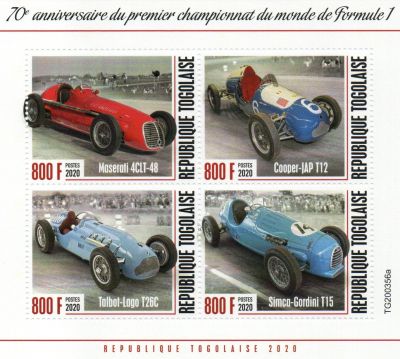 70e anniversaire du premier championnat du monde de Formule 1
800 F
POSTES
2020
Maserati 4CLT-48
REPUBLIQUE TOGOLAISE
6
800 F
POSTES
2020
Cooper-JAP T12
REPUBLIQUE TOGOLAISE
800 F
POSTES
2020
Talbot-Lago T26C
REPUBLIQUE TOGOLAISE
14
800 F
POSTES
2020
Simca-Gordini T15
REPUBLIQUE TOGOLAISE
TG200356a
REPUBLIQUE TOGOLAISE 2020